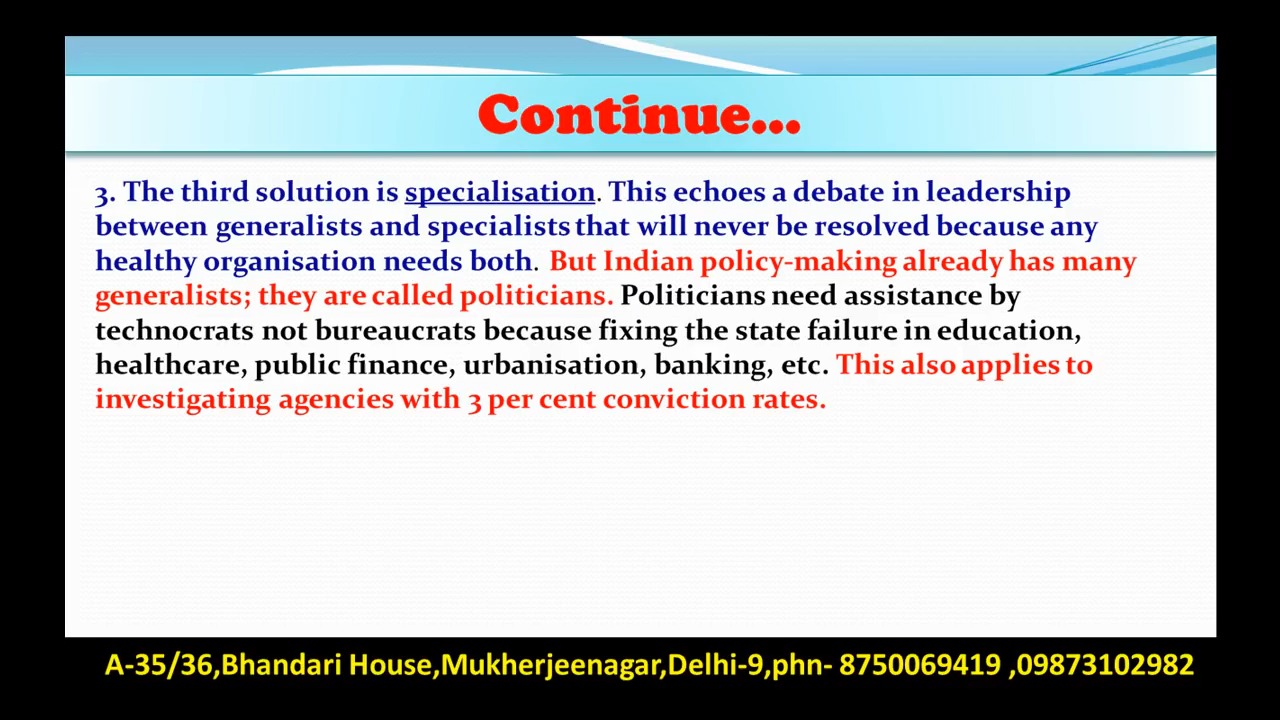 Continue...
3. The third solution is specialisation. This echoes a debate in leadership
between generalists and specialists that will never be resolved because any
healthy organisation needs both. But Indian policy-making already has many
generalists; they are called politicians. Politicians need assistance by
technocrats not bureaucrats because fixing the state failure in education,
healthcare, public finance, urbanisation, banking, etc. This also applies to
investigating agencies with 3 per cent conviction rates.
A-35/36,Bhandari House,Mukherjeenagar,Delhi-9,phn- 8750069419 ,09873102982